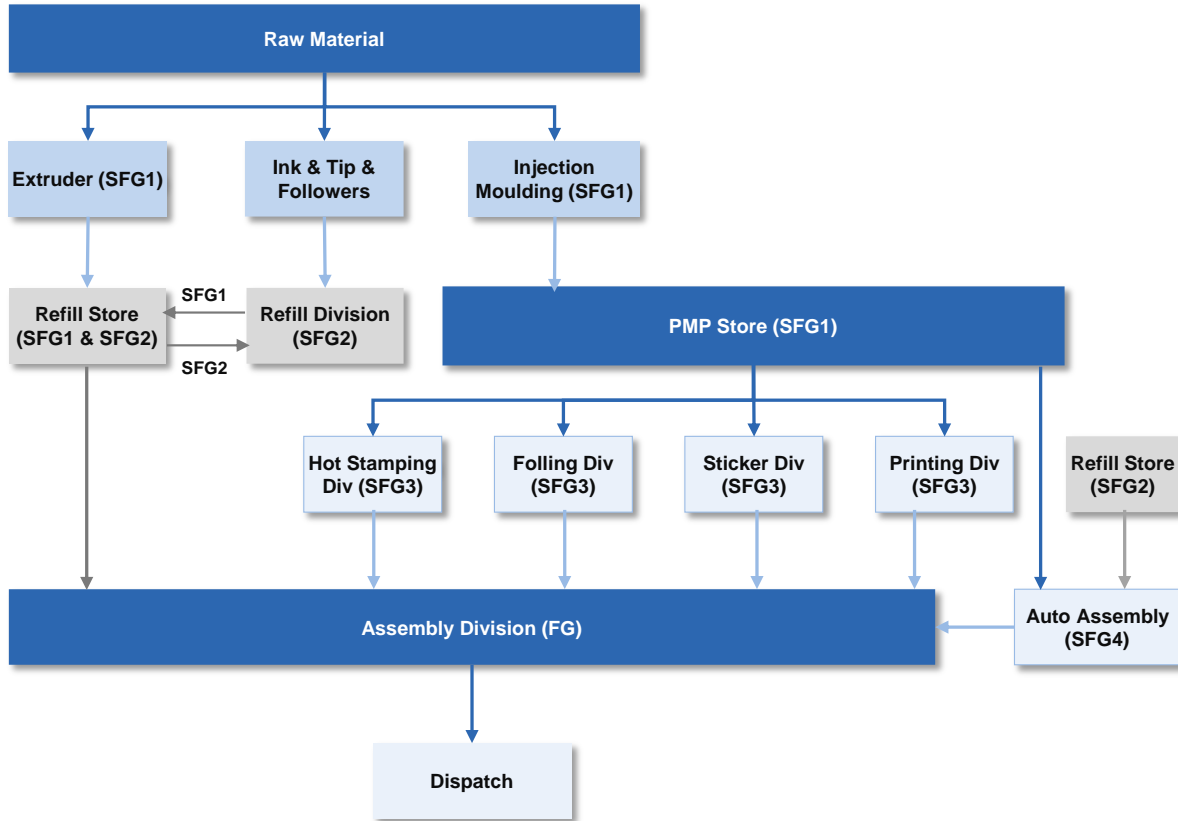 Raw Material
Extruder (SFG1)
Ink & Tip &
Followers
Injection
Moulding (SFG1)
SFG1
Refill Store
(SFG1 & SFG2)
Refill Division
(SFG2)
SFG2
PMP Store (SFG1)
Hot Stamping
Div (SFG3)
Folling Div
(SFG3)
Sticker Div
(SFG3)
Printing Div
(SFG3)
Refill Store
(SFG2)
Assembly Division (FG)
Auto Assembly
(SFG4)
Dispatch